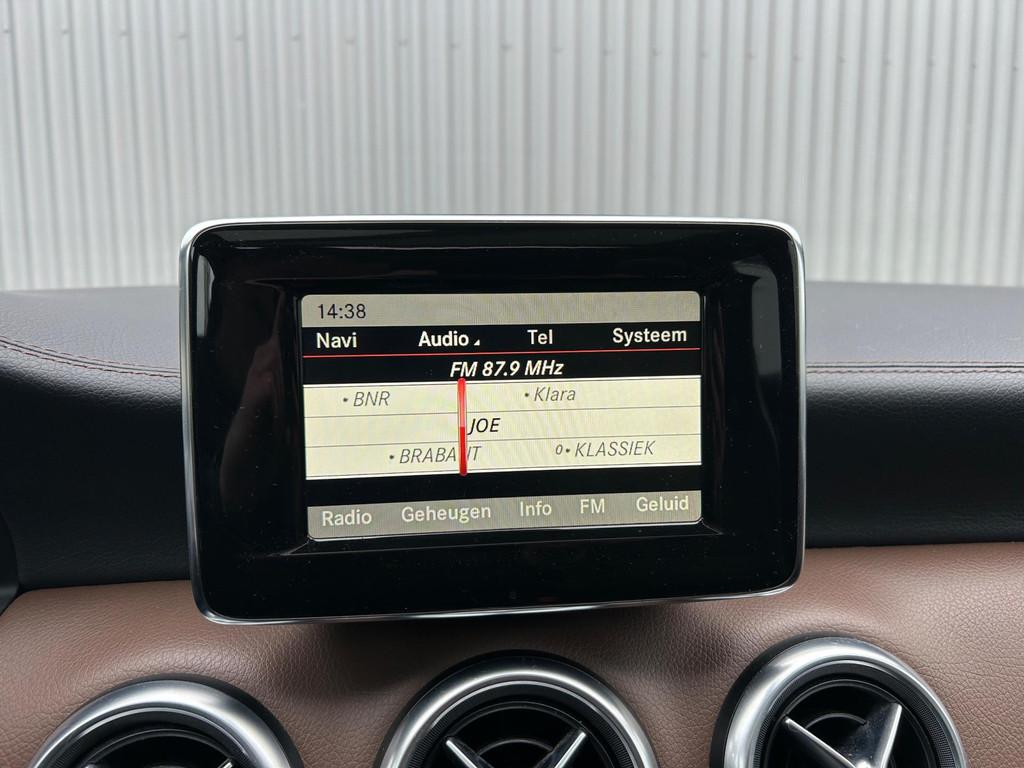 14:38
Navi Audio Tel Systeem
FM 87.9 MHz
• BNR • Klara
JOE
0• KLASSIEK
Radio Geheugen Info FM Geluid